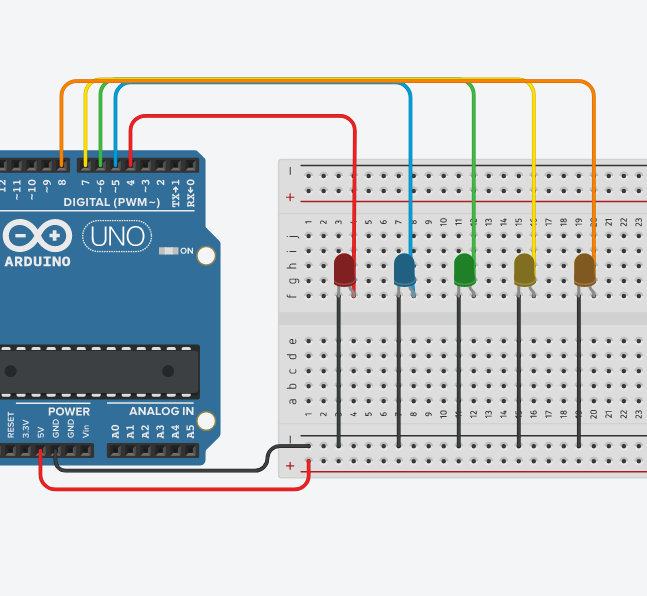 12
~11
~10
~9
8
7
~6
~5
4
~3
2
TX→1
RX←0
DIGITAL (PWM~)
UNO
ARDUINO
ON
POWER
ANALOG IN
RESET
3.3V
5V
GND
GND
Vin
A0
A1
A2
A3
A4
A5
1 2 3 4 5 6 7 8 9 10 11 12 13 14 15 16 17 18 19 20 21 22 23
j
i
h
g
f
e
d
c
b
a
1 2 3 4 5 6 7 8 9 10 11 12 13 14 15 16 17 18 19 20 21 22 23